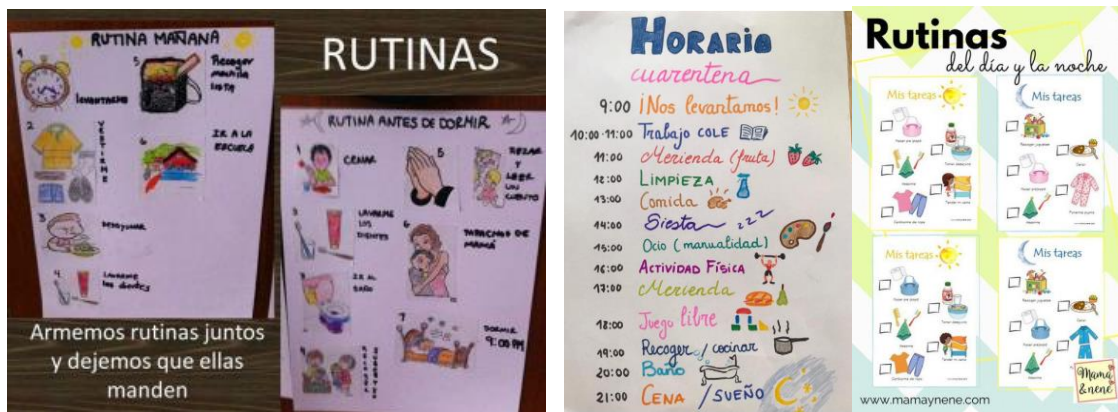 RUTINA MAÑANA
1
LEVANTARME
2
VESTIRME
3
DESAYUNAR
4
LAVARME
los dientes
5
Recoger
mochila
lista
6
IR A LA
ESCUELA
RUTINAS
RUTINA ANTES DE DORMIR
CENAR
3
LAVARME
LOS
DIENTES
IR AL
BAÑO
5
REZAR
Y
LEER
UN
CUENTO
6
DE
MAMÁ
7
DORMIR
9:00 PM
Armemos rutinas juntos
y dejemos que ellas
manden
HORARIO
cuarentena
9:00 ¡Nos levantamos!
10:00-11:00 Trabajo COLE
11:00 Merienda (fruta)
12:00 LIMPIEZA
13:00 Comida
14:00 Siesta zzz
15:00 Ocio (manualidad)
16:00 ACTIVIDAD FÍSICA
17:00 Merienda
18:00 Juego libre
19:00 Recoger / cocinar
20:00 Baño
21:00 CENA / SUEÑO
Rutinas
del día y la noche
Mis tareas
Mis tareas
Mis tareas
Mis tareas
Mamá
&nené
www.mamaynene.com